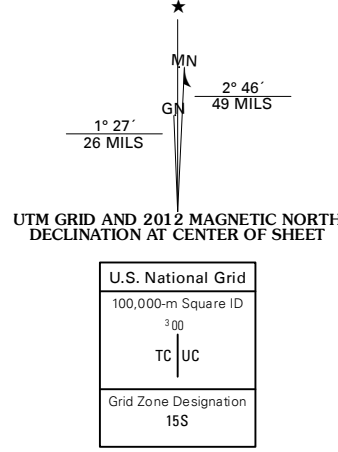 ★
MN
GN
2° 46´
49 MILS
1° 27´
26 MILS
UTM GRID AND 2012 MAGNETIC NORTH
DECLINATION AT CENTER OF SHEET
U.S. National Grid
100,000-m Square ID
³00
TC UC
Grid Zone Designation
15S